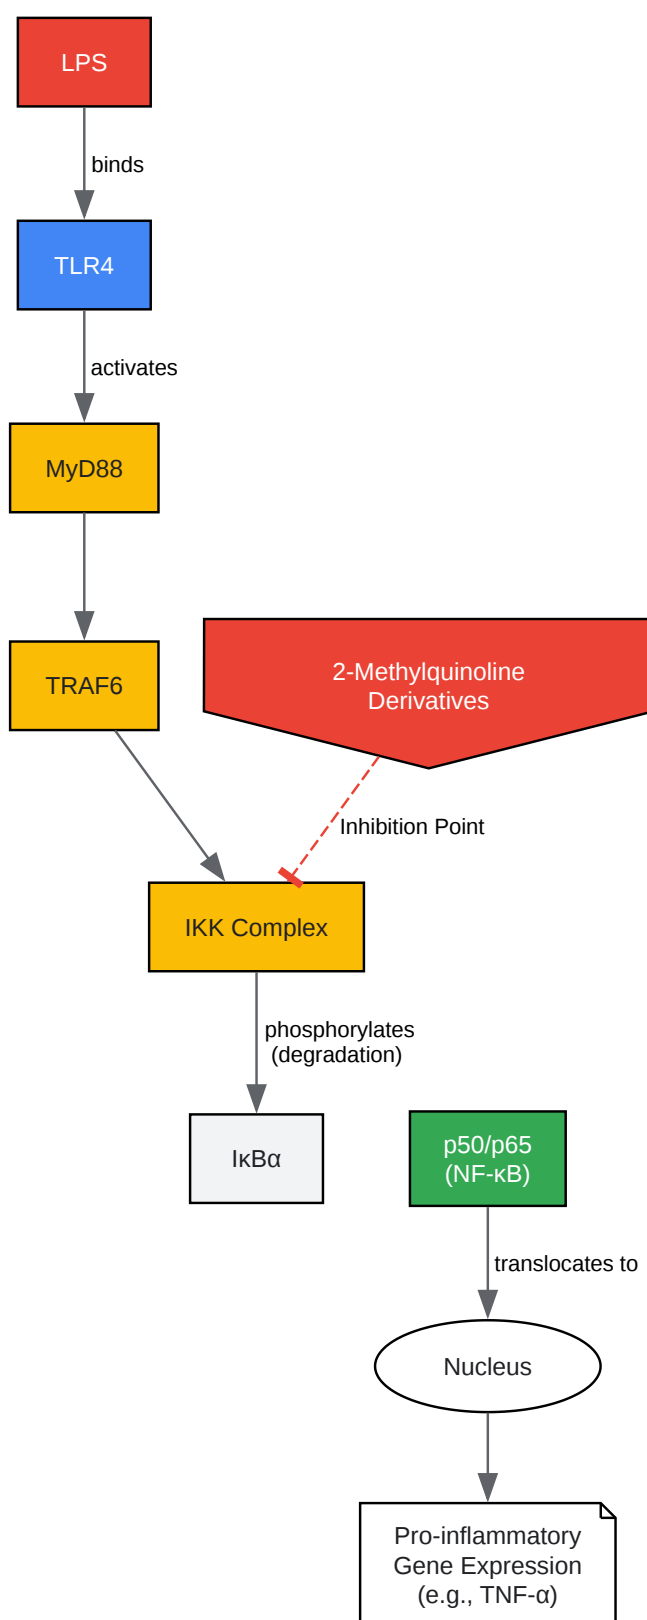 LPS
binds
TLR4
activates
MyD88
TRAF6
2-Methylquinoline
Derivatives
Inhibition Point
IKK Complex
phosphorylates
(degradation)
IκBα
p50/p65
(NF-κB)
translocates to
Nucleus
Pro-inflammatory
Gene Expression
(e.g., TNF-α)